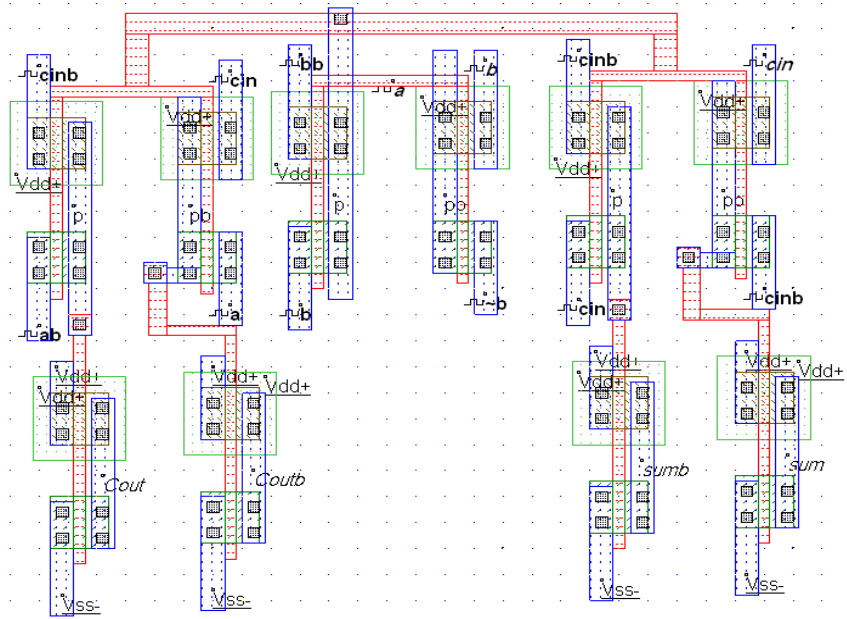 cinb
cin
bb
a
b
cinb
cin
Vdd+
Vdd+
Vdd+
Vdd+
Vdd+
Vdd+
p
pb
p
pb
p
pb
ab
a
b
~b
cin
cinb
Vdd+
Vdd+
Vdd+
Vdd+
Vdd+
Vdd+
Vdd+
Vdd+
Cout
Coutb
sumb
sum
Vss-
Vss-
Vss-
Vss-